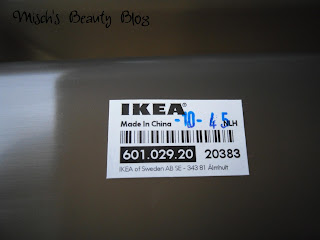 Misch's Beauty Blog
IKEA®
Made In China -10-45 NLH
601.029.20 20383
IKEA of Sweden AB SE - 343 81 Älmhult